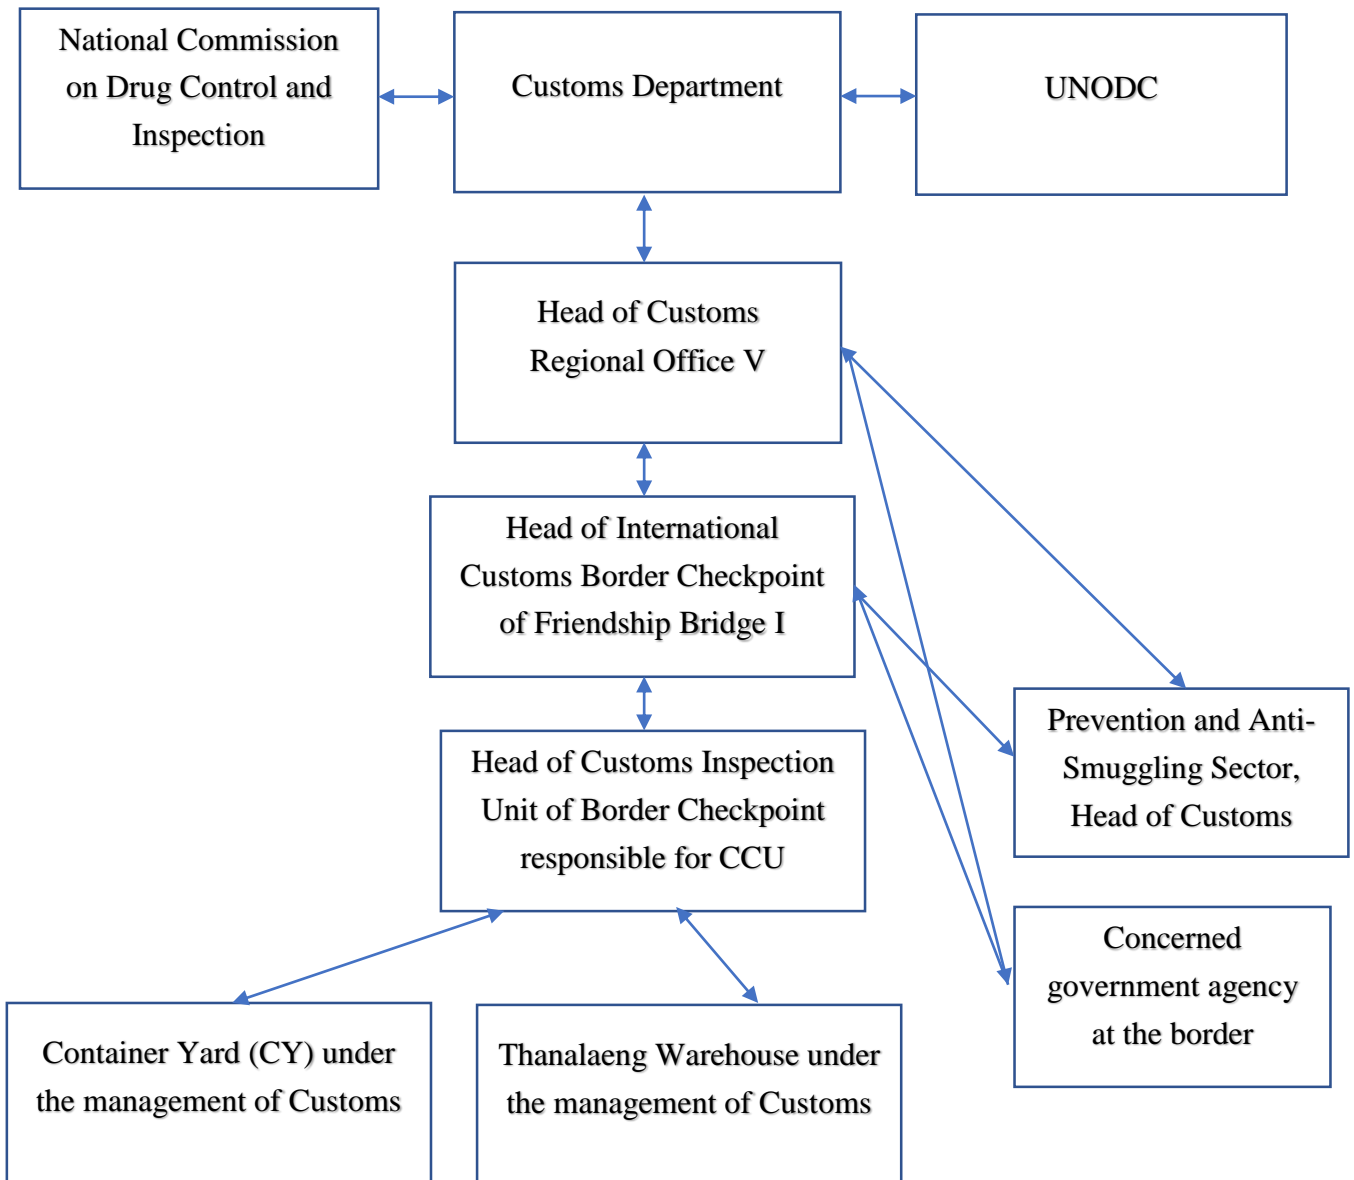 National Commission
on Drug Control and
Inspection
Customs Department
UNODC
Head of Customs
Regional Office V
Head of International
Customs Border Checkpoint
of Friendship Bridge I
Head of Customs Inspection
Unit of Border Checkpoint
responsible for CCU
Prevention and Anti-
Smuggling Sector,
Head of Customs
Concerned
government agency
at the border
Container Yard (CY) under
the management of Customs
Thanalaeng Warehouse under
the management of Customs